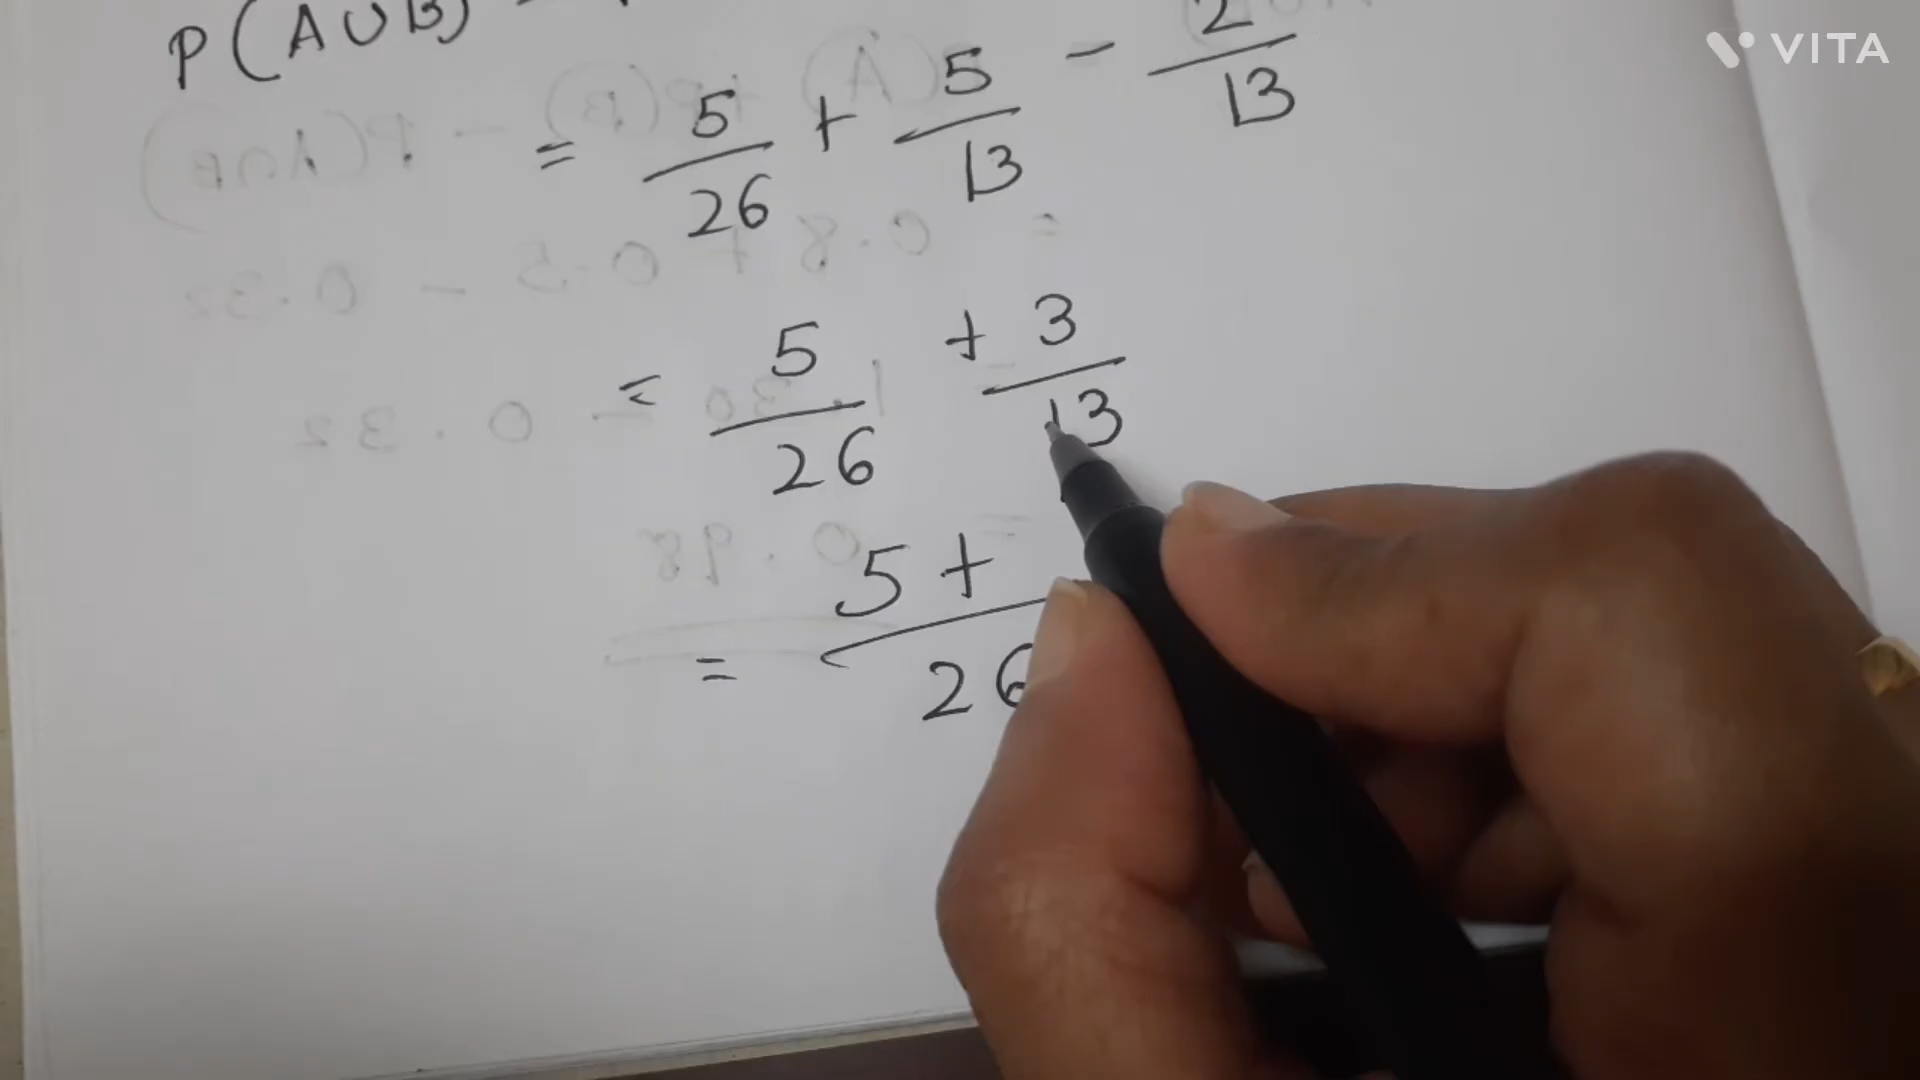 VITA
P(A∪B)
= 5/26 + 5/13 - 2/13
= 5/26 + 3/13
= 5+/26